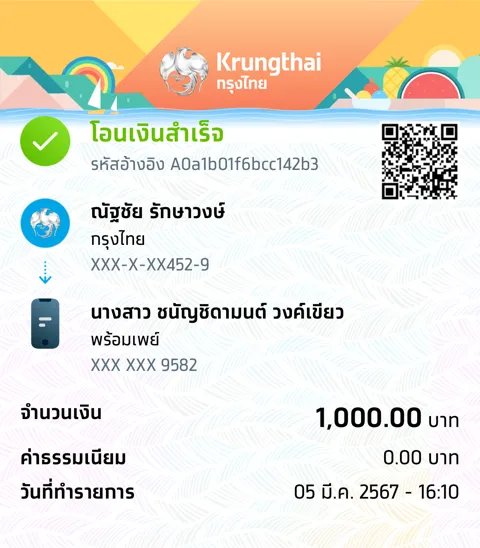 Krungthai
กรุงไทย
โอนเงินสำเร็จ
รหัสอ้างอิง A0a1b01f6bcc142b3
ณัฐชัย รักษาวงษ์
กรุงไทย
XXX-X-XX452-9
นางสาว ชนัญชิดามนต์ วงค์เขียว
พร้อมเพย์
XXX XXX 9582
จำนวนเงิน 1,000.00 บาท
ค่าธรรมเนียม 0.00 บาท
วันที่ทำรายการ 05 มี.ค. 2567 - 16:10